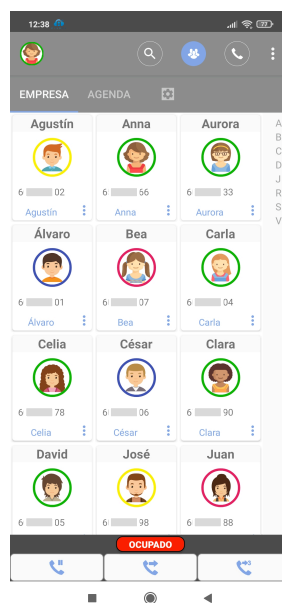 12:38
77
EMPRESA AGENDA
Agustín Anna Aurora
6 02 6 66 6 33
Agustín Anna Aurora
Álvaro Bea Carla
6 01 6 07 6 04
Álvaro Bea Carla
Celia César Clara
6 78 6 06 6 90
Celia César Clara
David José Juan
6 05 6 98 6 88
A
B
C
D
J
R
S
V
OCUPADO